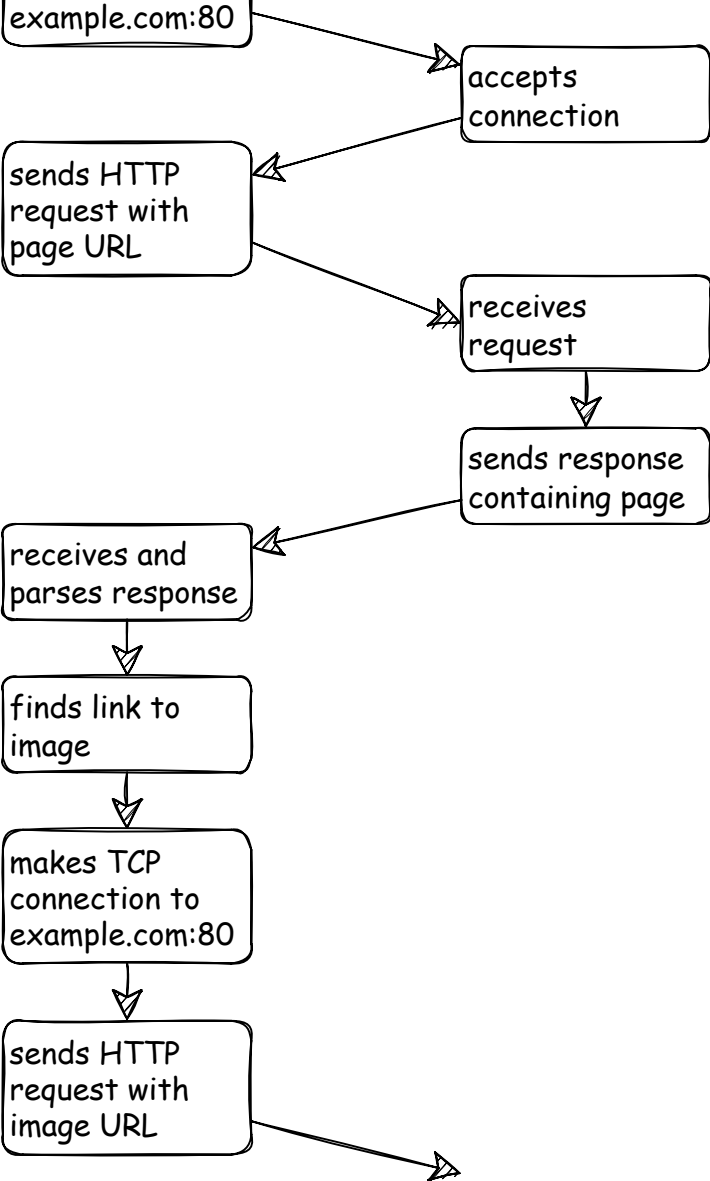 example.com:80
accepts
connection
sends HTTP
request with
page URL
receives
request
sends response
containing page
receives and
parses response
finds link to
image
makes TCP
connection to
example.com:80
sends HTTP
request with
image URL